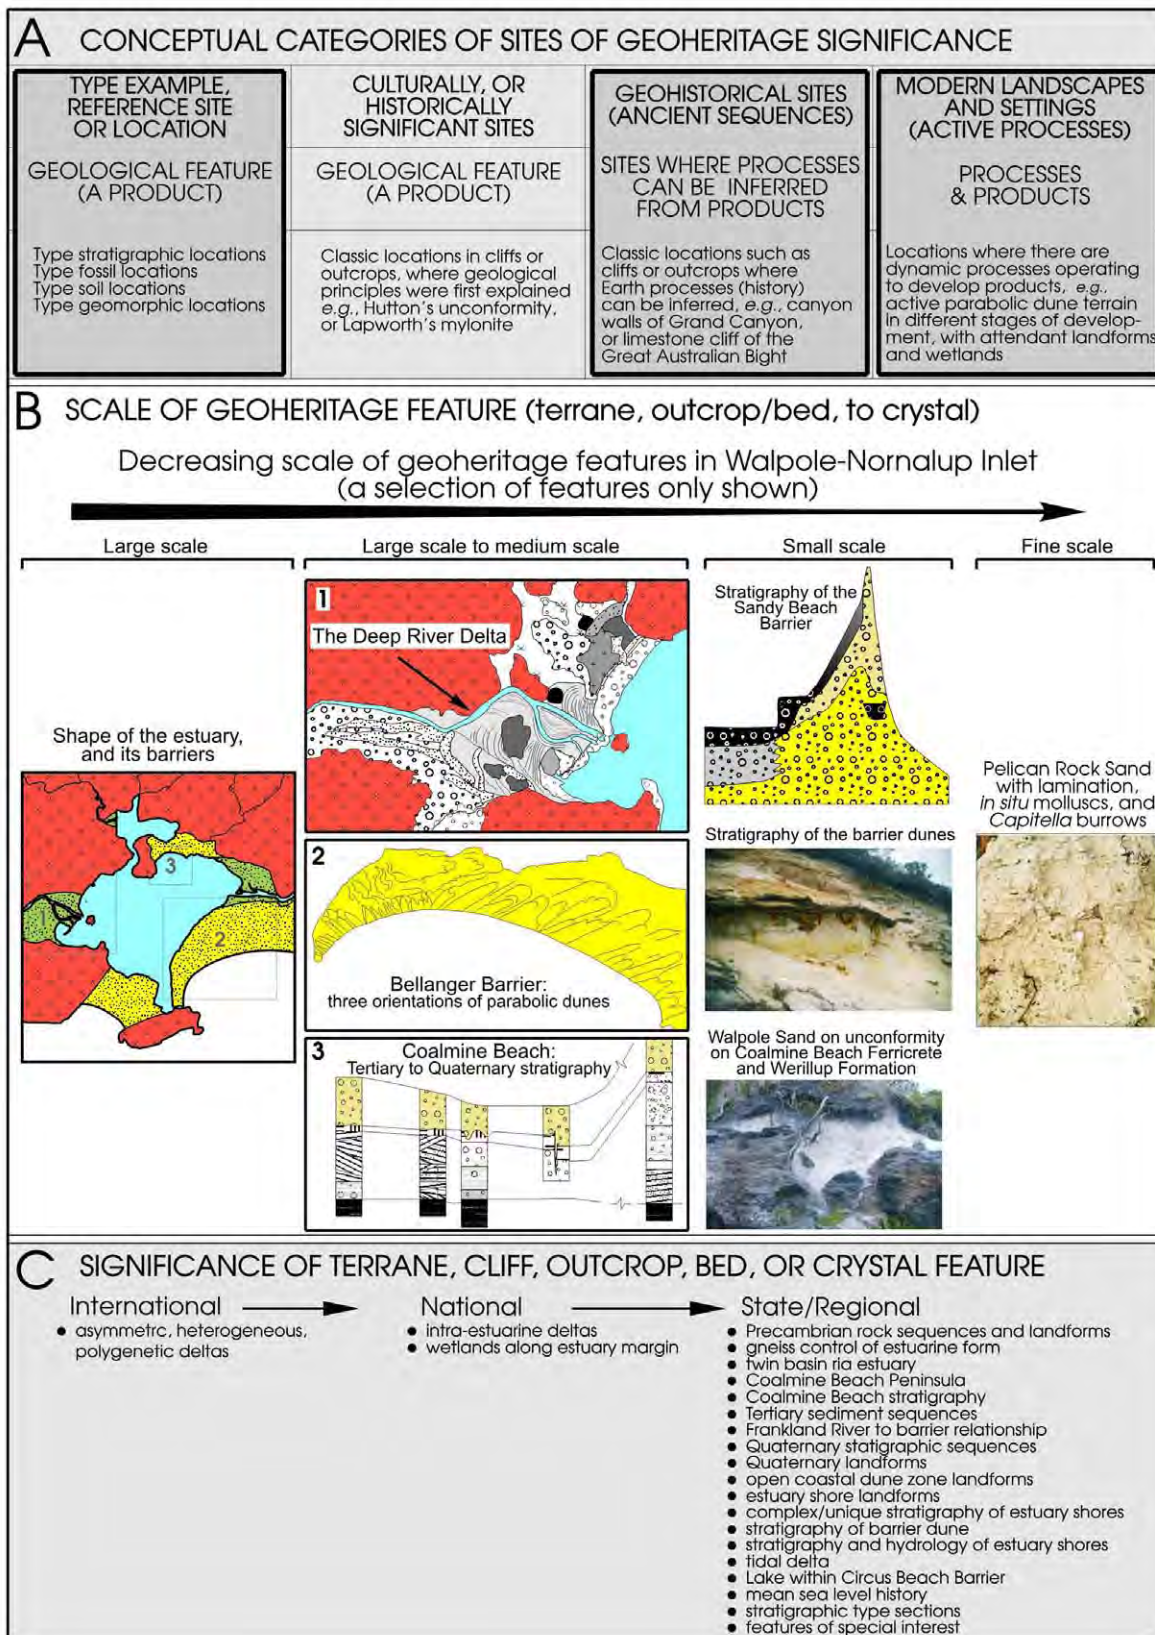 A CONCEPTUAL CATEGORIES OF SITES OF GEOHERITAGE SIGNIFICANCE
TYPE EXAMPLE,
REFERENCE SITE
OR LOCATION
GEOLOGICAL FEATURE
(A PRODUCT)
Type stratigraphic locations
Type fossil locations
Type soil locations
Type geomorphic locations
CULTURALLY, OR
HISTORICALLY
SIGNIFICANT SITES
GEOLOGICAL FEATURE
(A PRODUCT)
Classic locations in cliffs or
outcrops, where geological
principles were first explained
e.g., Hutton's unconformity,
or Lapworth's mylonite
GEOHISTORICAL SITES
(ANCIENT SEQUENCES)
SITES WHERE PROCESSES
CAN BE INFERRED
FROM PRODUCTS
Classic locations such as
cliffs or outcrops where
Earth processes (history)
can be inferred, e.g., canyon
walls of Grand Canyon,
or limestone cliff of the
Great Australian Bight
MODERN LANDSCAPES
AND SETTINGS
(ACTIVE PROCESSES)
PROCESSES
& PRODUCTS
Locations where there are
dynamic processes operating
to develop products, e.g.,
active parabolic dune terrain
in different stages of develop-
ment, with attendant landforms
and wetlands
B SCALE OF GEOHERITAGE FEATURE (terrane, outcrop/bed, to crystal)
Decreasing scale of geoheritage features in Walpole-Nornalup Inlet
(a selection of features only shown)
Large scale
Large scale to medium scale
Small scale
Fine scale
Shape of the estuary,
and its barriers
1
2
3
1
The Deep River Delta
2
Bellanger Barrier:
three orientations of parabolic dunes
3
Coalmine Beach:
Tertiary to Quaternary stratigraphy
Stratigraphy of the
Sandy Beach
Barrier
Stratigraphy of the barrier dunes
Walpole Sand on unconformity
on Coalmine Beach Ferricrete
and Werillup Formation
Pelican Rock Sand
with lamination,
in situ molluscs, and
Capitella burrows
C SIGNIFICANCE OF TERRANE, CLIFF, OUTCROP, BED, OR CRYSTAL FEATURE
International
• asymmetrc, heterogeneous,
polygenetic deltas
National
• intra-estuarine deltas
• wetlands along estuary margin
State/Regional
• Precambrian rock sequences and landforms
• gneiss control of estuarine form
• twin basin ria estuary
• Coalmine Beach Peninsula
• Coalmine Beach stratigraphy
• Tertiary sediment sequences
• Frankland River to barrier relationship
• Quaternary statigraphic sequences
• Quaternary landforms
• open coastal dune zone landforms
• estuary shore landforms
• complex/unique stratigraphy of estuary shores
• stratigraphy of barrier dune
• stratigraphy and hydrology of estuary shores
• tidal delta
• Lake within Circus Beach Barrier
• mean sea level history
• stratigraphic type sections
• features of special interest